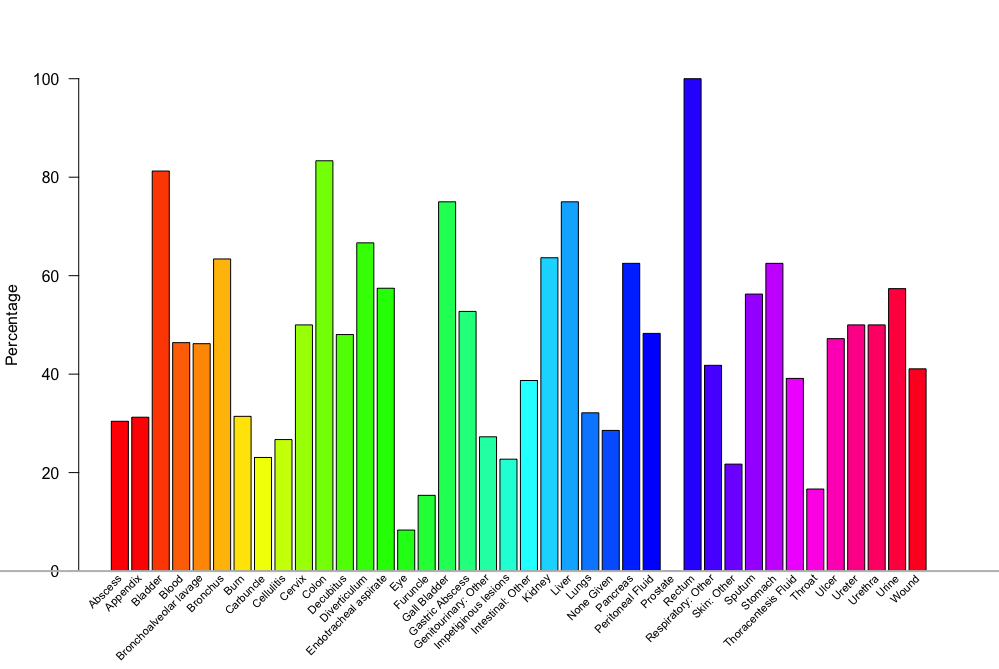 100
80
60
40
20
0
Percentage
Abscess
Appendix
Bladder
Blood
Bronchoalveolar lavage
Bronchus
Burn
Carbuncle
Cellulitis
Cervix
Colon
Decubitus
Diverticulum
Endotracheal aspirate
Eye
Furuncle
Gall Bladder
Gastric Abscess
Genitourinary: Other
Impetiginous lesions
Intestinal: Other
Kidney
Liver
Lungs
None Given
Pancreas
Peritoneal Fluid
Prostate
Rectum
Respiratory: Other
Skin: Other
Sputum
Stomach
Thoracentesis Fluid
Throat
Ulcer
Ureter
Urethra
Urine
Wound